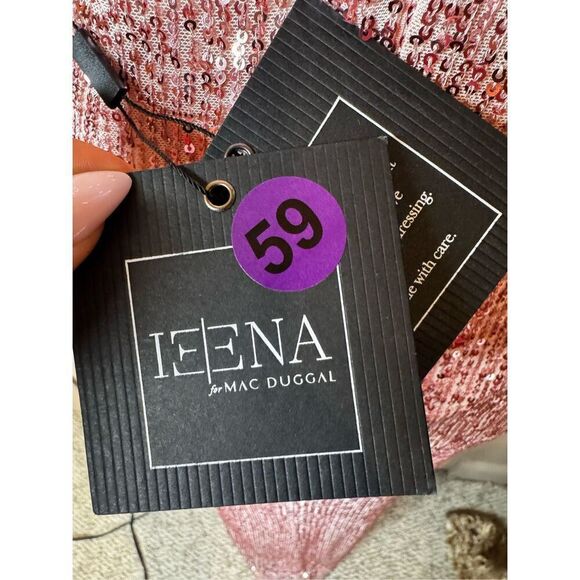 59
IEENA
for MAC DUGGAL
ressing.
with care.